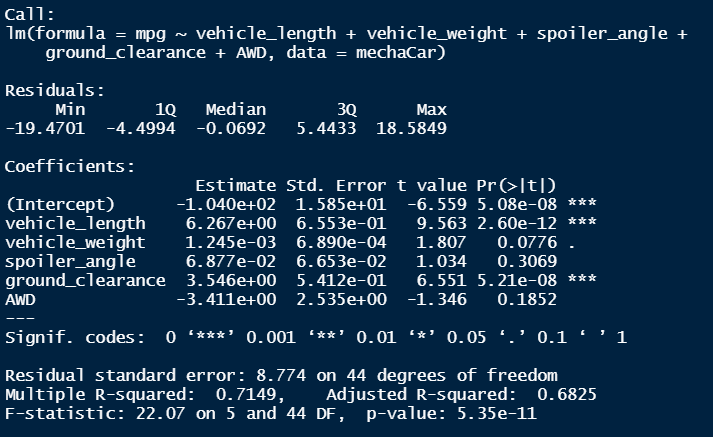 Call:
lm(formula = mpg ~ vehicle_length + vehicle_weight + spoiler_angle +
    ground_clearance + AWD, data = mechaCar)

Residuals:
     Min       1Q   Median       3Q      Max
-19.4701  -4.4994  -0.0692   5.4433  18.5849

Coefficients:
                   Estimate Std. Error t value Pr(>|t|)
(Intercept)      -1.040e+02  1.585e+01  -6.559 5.08e-08 ***
vehicle_length    6.267e+00  6.553e-01   9.563 2.60e-12 ***
vehicle_weight    1.245e-03  6.890e-04   1.807   0.0776 .
spoiler_angle     6.877e-02  6.653e-02   1.034   0.3069
ground_clearance  3.546e+00  5.412e-01   6.551 5.21e-08 ***
AWD              -3.411e+00  2.535e+00  -1.346   0.1852
---
Signif. codes:  0 ‘***’ 0.001 ‘**’ 0.01 ‘*’ 0.05 ‘.’ 0.1 ‘ ’ 1

Residual standard error: 8.774 on 44 degrees of freedom
Multiple R-squared:  0.7149,    Adjusted R-squared:  0.6825
F-statistic: 22.07 on 5 and 44 DF,  p-value: 5.35e-11